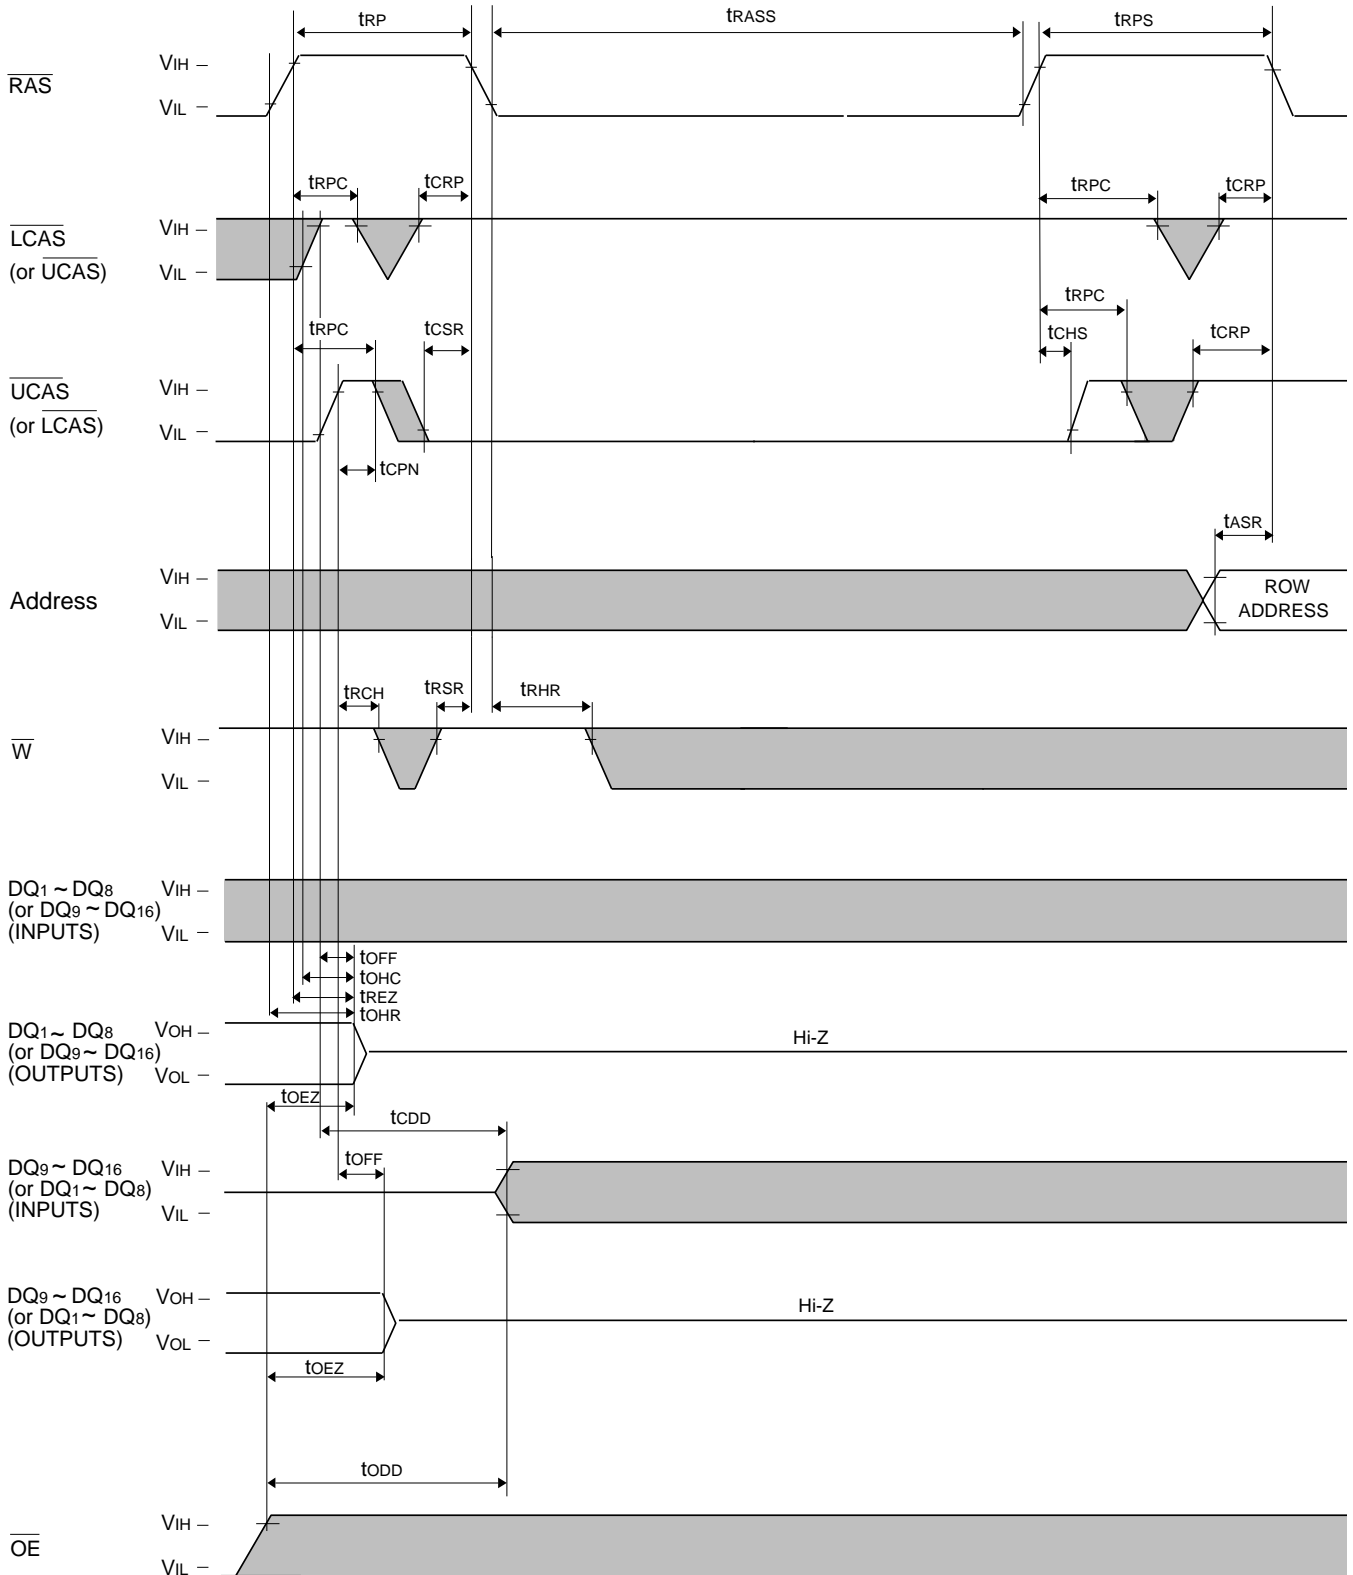 tRP tRASS tRPS
RAS VIH –
VIL –
tRPC tCRP tRPC tCRP
LCAS VIH –
(or UCAS) VIL –
tRPC tCSR tRPC tCHS tCRP
UCAS VIH –
(or LCAS) VIL –
tCPN
tASR
Address VIH –
VIL –
ROW
ADDRESS
tRCH tRSR tRHR
W VIH –
VIL –
DQ1 ~ DQ8 VIH –
(or DQ9 ~ DQ16)
(INPUTS) VIL –
tOFF
tOHC
tREZ
tOHR
DQ1 ~ DQ8 VOH –
(or DQ9 ~ DQ16) Hi-Z
(OUTPUTS) VOL –
tOEZ tCDD
tOFF
DQ9 ~ DQ16 VIH –
(or DQ1 ~ DQ8)
(INPUTS) VIL –
DQ9 ~ DQ16 VOH –
(or DQ1 ~ DQ8) Hi-Z
(OUTPUTS) VOL –
tOEZ
tODD
OE VIH –
VIL –